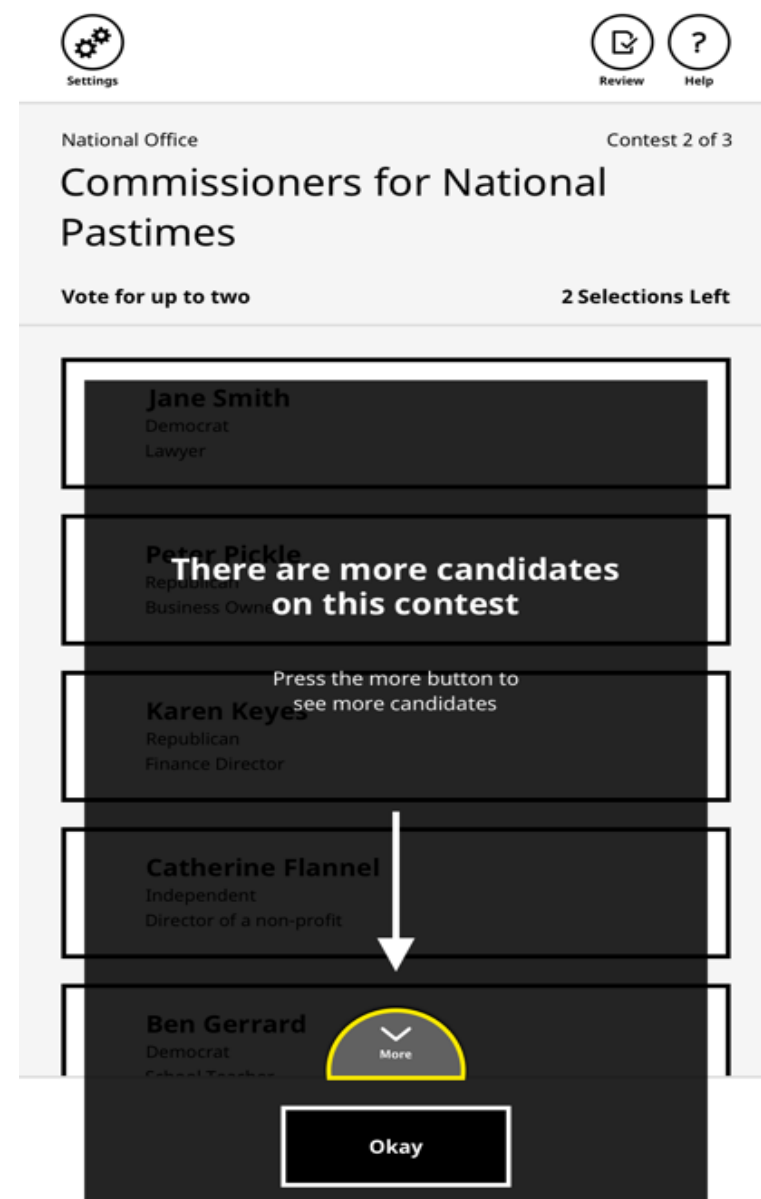 Settings
Review
Help
National Office
Contest 2 of 3
Commissioners for National
Pastimes
Vote for up to two
2 Selections Left
Jane Smith
Democrat
Lawyer
Peter Pickle
Republican
Business Owner
There are more candidates
on this contest
Press the more button to
see more candidates
Karen Keyes
Republican
Finance Director
Catherine Flannel
Independent
Director of a non-profit
Ben Gerrard
Democrat
School Teacher
More
Okay